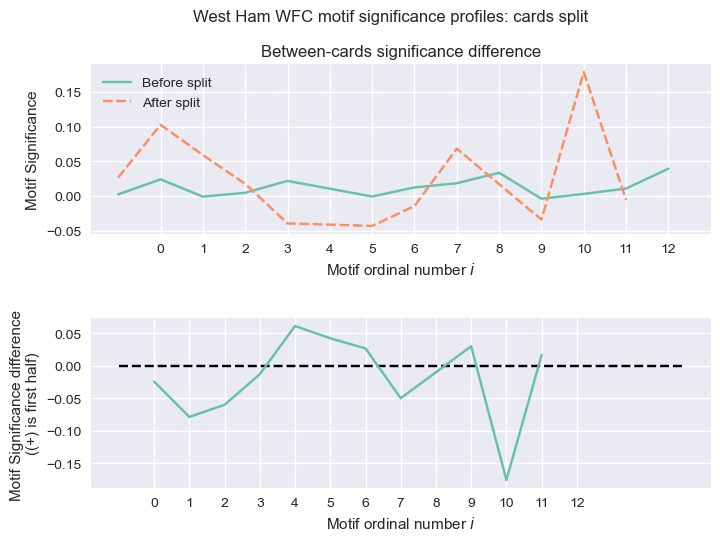 West Ham WFC motif significance profiles: cards split
Between-cards significance difference
Before split
After split
Motif Significance
0.15
0.10
0.05
0.00
−0.05
0 1 2 3 4 5 6 7 8 9 10 11 12
Motif ordinal number i
Motif Significance difference
((+) is first half)
0.05
0.00
−0.05
−0.10
−0.15
0 1 2 3 4 5 6 7 8 9 10 11 12
Motif ordinal number i